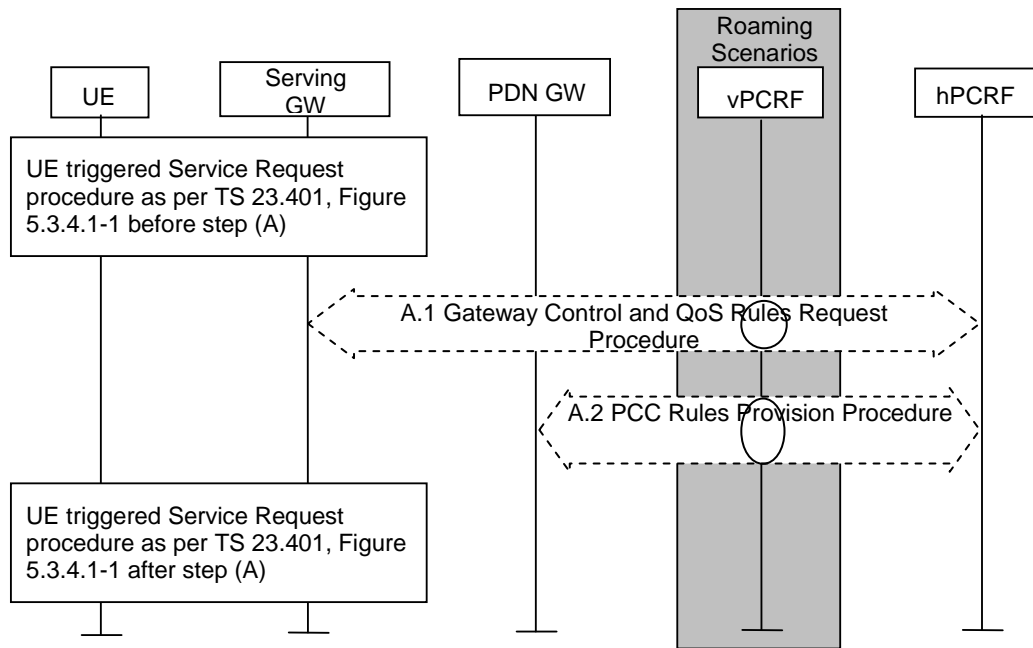 Roaming
Scenarios
UE
Serving
GW
PDN GW
vPCRF
hPCRF
UE triggered Service Request
procedure as per TS 23.401, Figure
5.3.4.1-1 before step (A)
A.1 Gateway Control and QoS Rules Request
Procedure
A.2 PCC Rules Provision Procedure
UE triggered Service Request
procedure as per TS 23.401, Figure
5.3.4.1-1 after step (A)